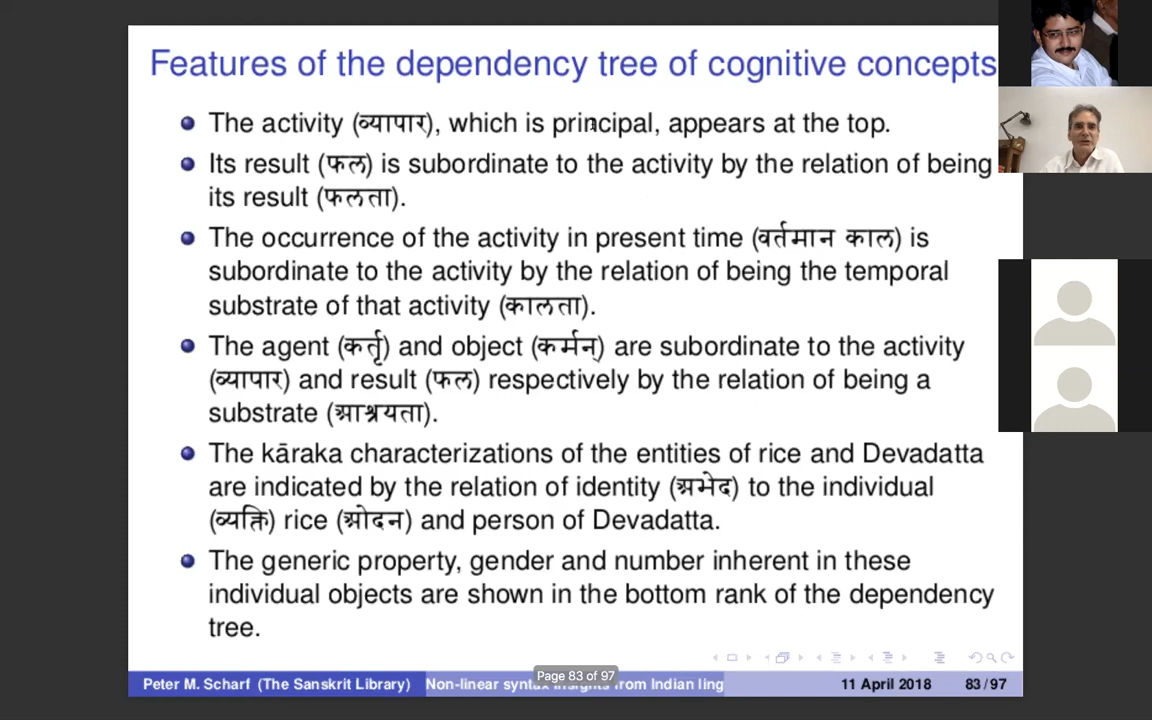 Features of the dependency tree of cognitive concepts
The activity (व्यापार), which is principal, appears at the top.
Its result (फल) is subordinate to the activity by the relation of being
its result (फलता).
The occurrence of the activity in present time (वर्तमान काल) is
subordinate to the activity by the relation of being the temporal
substrate of that activity (कालता).
The agent (कर्तृ) and object (कर्मन्) are subordinate to the activity
(व्यापार) and result (फल) respectively by the relation of being a
substrate (आश्रयता).
The kāraka characterizations of the entities of rice and Devadatta
are indicated by the relation of identity (अभेद) to the individual
(व्यक्ति) rice (ओदन) and person of Devadatta.
The generic property, gender and number inherent in these
individual objects are shown in the bottom rank of the dependency
tree.
Page 83 of 97
Peter M. Scharf (The Sanskrit Library) Non-linear from Indian ling 11 April 2018 83/97